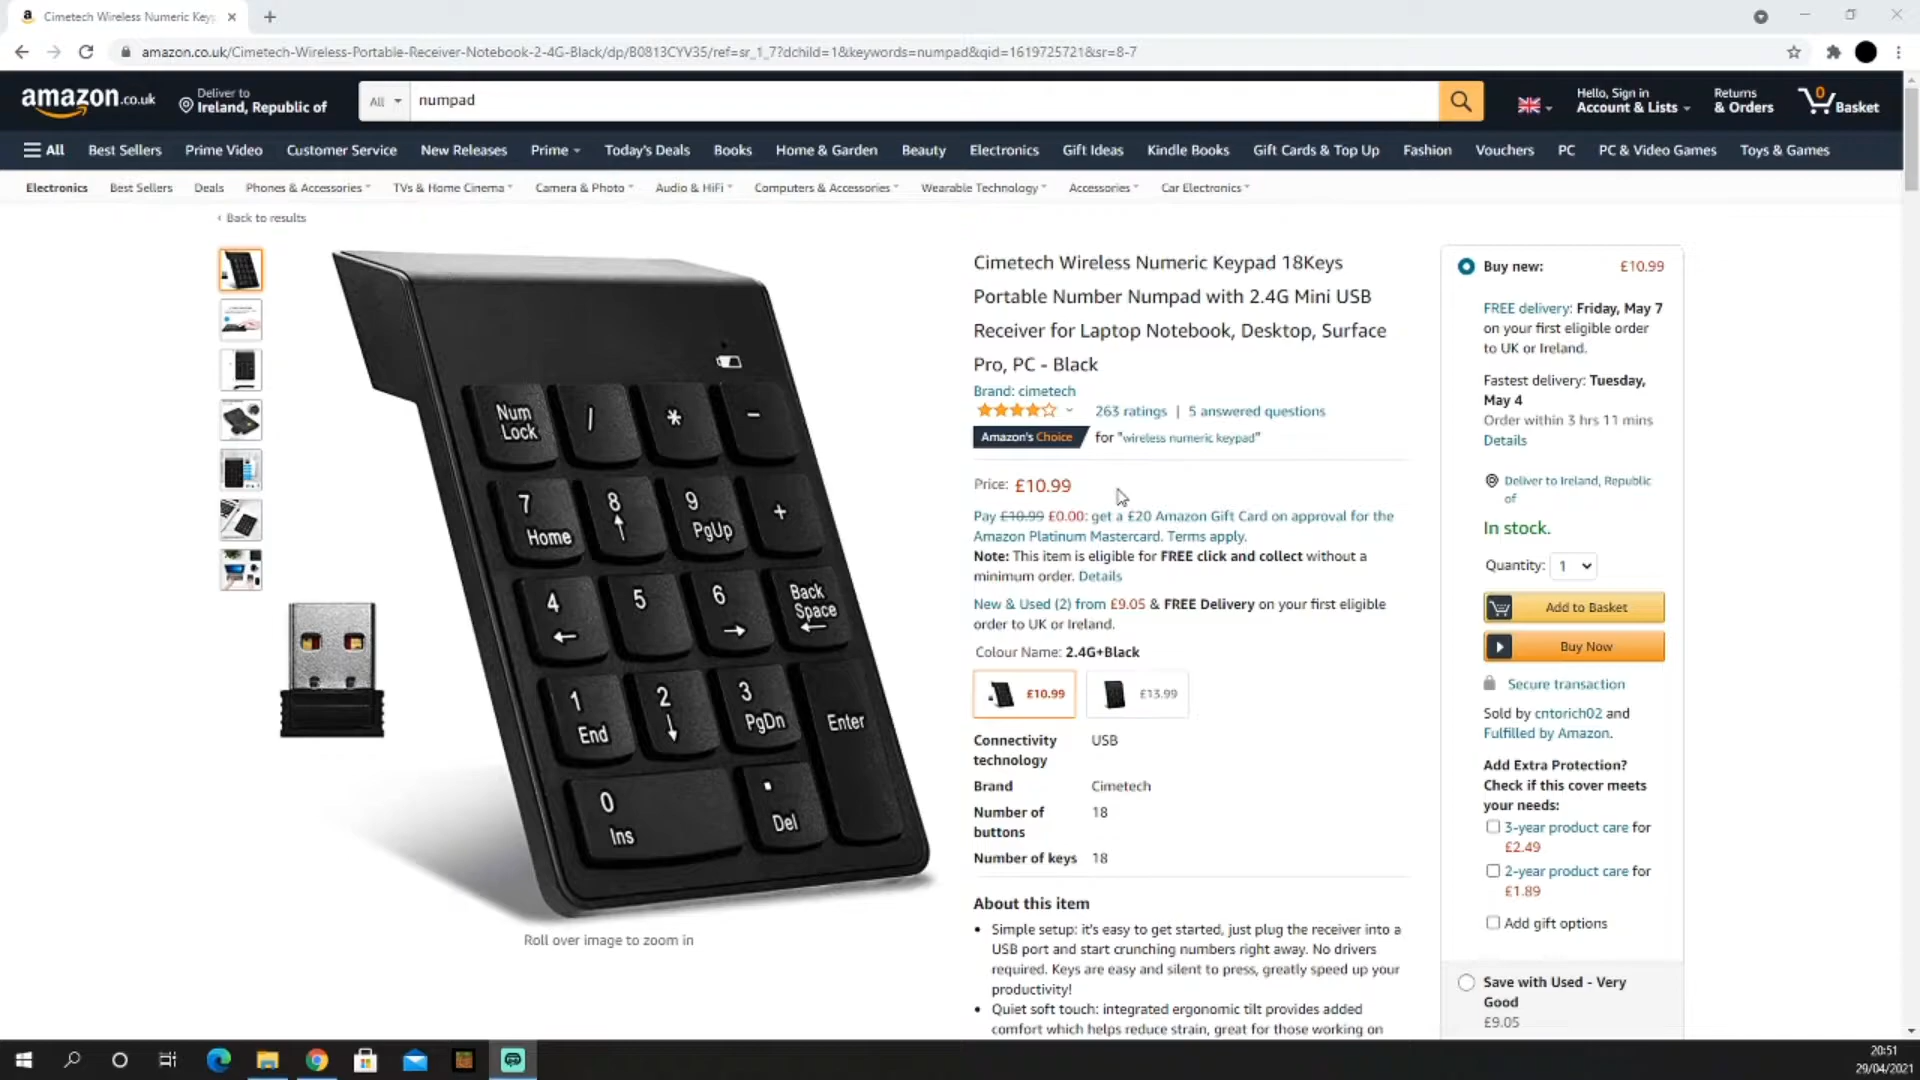 Cimetech Wireless Numeric Key
amazon.co.uk/Cimetech-Wireless-Portable-Receiver-Notebook-2-4G-Black/dp/B0813CYV35/ref=sr_1_7?dchild=1&keywords=numpad&qid=1619725721&sr=8-7
amazon.co.uk
Deliver to
Ireland, Republic of
All
numpad
Hello, Sign in
Account & Lists
Returns
& Orders
0
Basket
All Best Sellers Prime Video Customer Service New Releases Prime Today's Deals Books Home & Garden Beauty Electronics Gift Ideas Kindle Books Gift Cards & Top Up Fashion Vouchers PC PC & Video Games Toys & Games
Electronics Best Sellers Deals Phones & Accessories TVs & Home Cinema Camera & Photo Audio & HiFi Computers & Accessories Wearable Technology Accessories Car Electronics
‹ Back to results
Num
Lock
/
*
-
7
Home
8
↑
9
PgUp
+
4
←
5
6
→
Back
Space
←
1
End
2
↓
3
PgDn
Enter
0
Ins
.
Del
Roll over image to zoom in
Cimetech Wireless Numeric Keypad 18Keys
Portable Number Numpad with 2.4G Mini USB
Receiver for Laptop Notebook, Desktop, Surface
Pro, PC - Black
Brand: cimetech
263 ratings | 5 answered questions
Amazon's Choice for "wireless numeric keypad"
Price: £10.99
Pay £10.99 £0.00: get a £20 Amazon Gift Card on approval for the
Amazon Platinum Mastercard. Terms apply.
Note: This item is eligible for FREE click and collect without a
minimum order. Details
New & Used (2) from £9.05 & FREE Delivery on your first eligible
order to UK or Ireland.
Colour Name: 2.4G+Black
£10.99
£13.99
Connectivity
technology
USB
Brand Cimetech
Number of
buttons
18
Number of keys 18
About this item
• Simple setup: it's easy to get started, just plug the receiver into a
USB port and start crunching numbers right away. No drivers
required. Keys are easy and silent to press, greatly speed up your
productivity!
• Quiet soft touch: integrated ergonomic tilt provides added
comfort which helps reduce strain, great for those working on
Buy new: £10.99
FREE delivery: Friday, May 7
on your first eligible order
to UK or Ireland.
Fastest delivery: Tuesday,
May 4
Order within 3 hrs 11 mins
Details
Deliver to Ireland, Republic
of
In stock.
Quantity: 1
Add to Basket
Buy Now
Secure transaction
Sold by cntorich02 and
Fulfilled by Amazon.
Add Extra Protection?
Check if this cover meets
your needs:
3-year product care for
£2.49
2-year product care for
£1.89
Add gift options
Save with Used - Very
Good
£9.05
20:51
29/04/2021